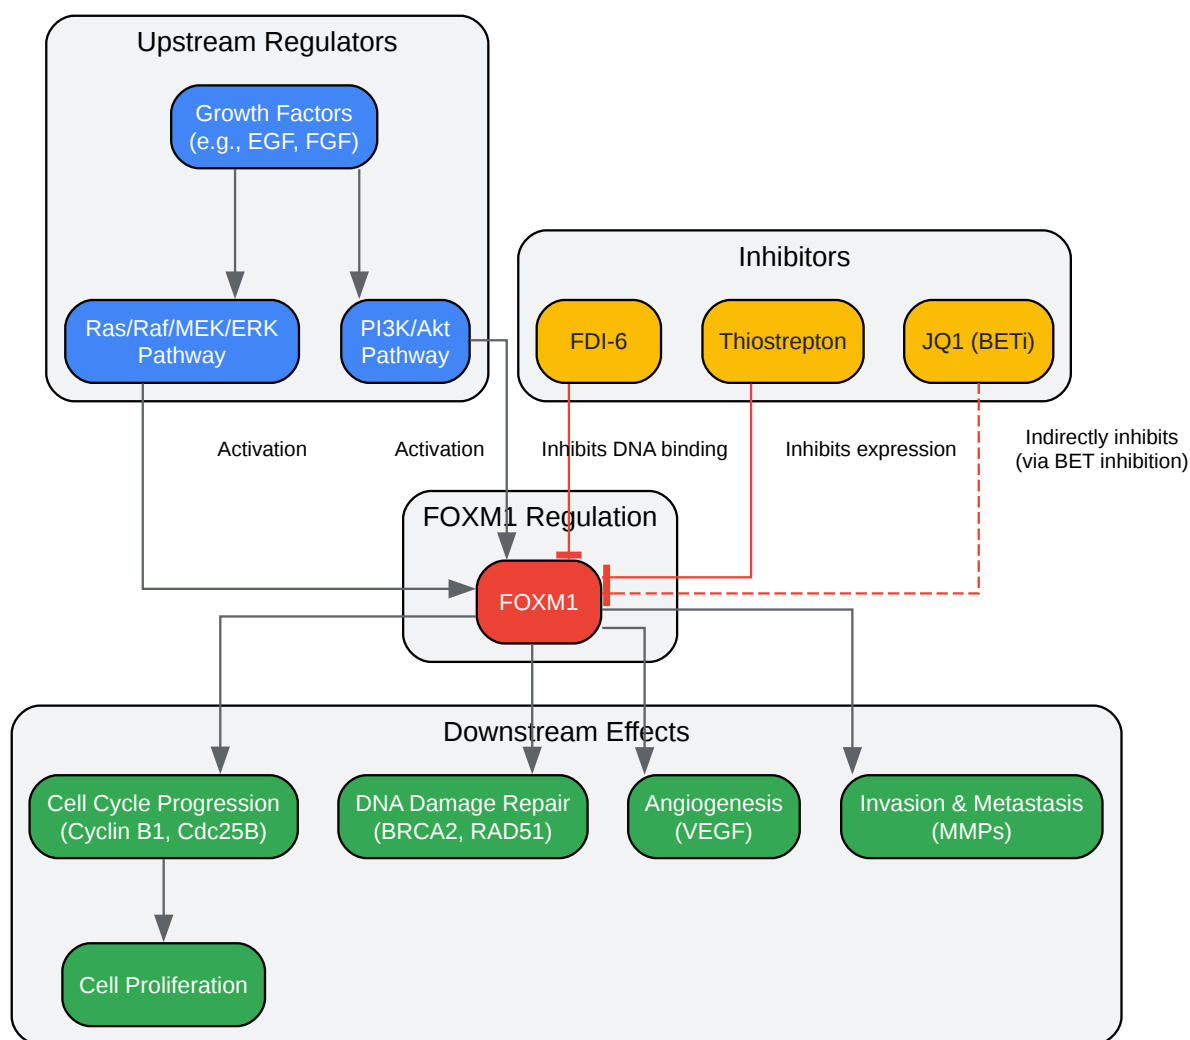 Upstream Regulators
Growth Factors
(e.g., EGF, FGF)
Ras/Raf/MEK/ERK
Pathway
PI3K/Akt
Pathway
Inhibitors
FDI-6
Thiostrepton
JQ1 (BETi)
Activation
Activation
Inhibits DNA binding
Inhibits expression
Indirectly inhibits
(via BET inhibition)
FOXM1 Regulation
FOXM1
Downstream Effects
Cell Cycle Progression
(Cyclin B1, Cdc25B)
DNA Damage Repair
(BRCA2, RAD51)
Angiogenesis
(VEGF)
Invasion & Metastasis
(MMPs)
Cell Proliferation